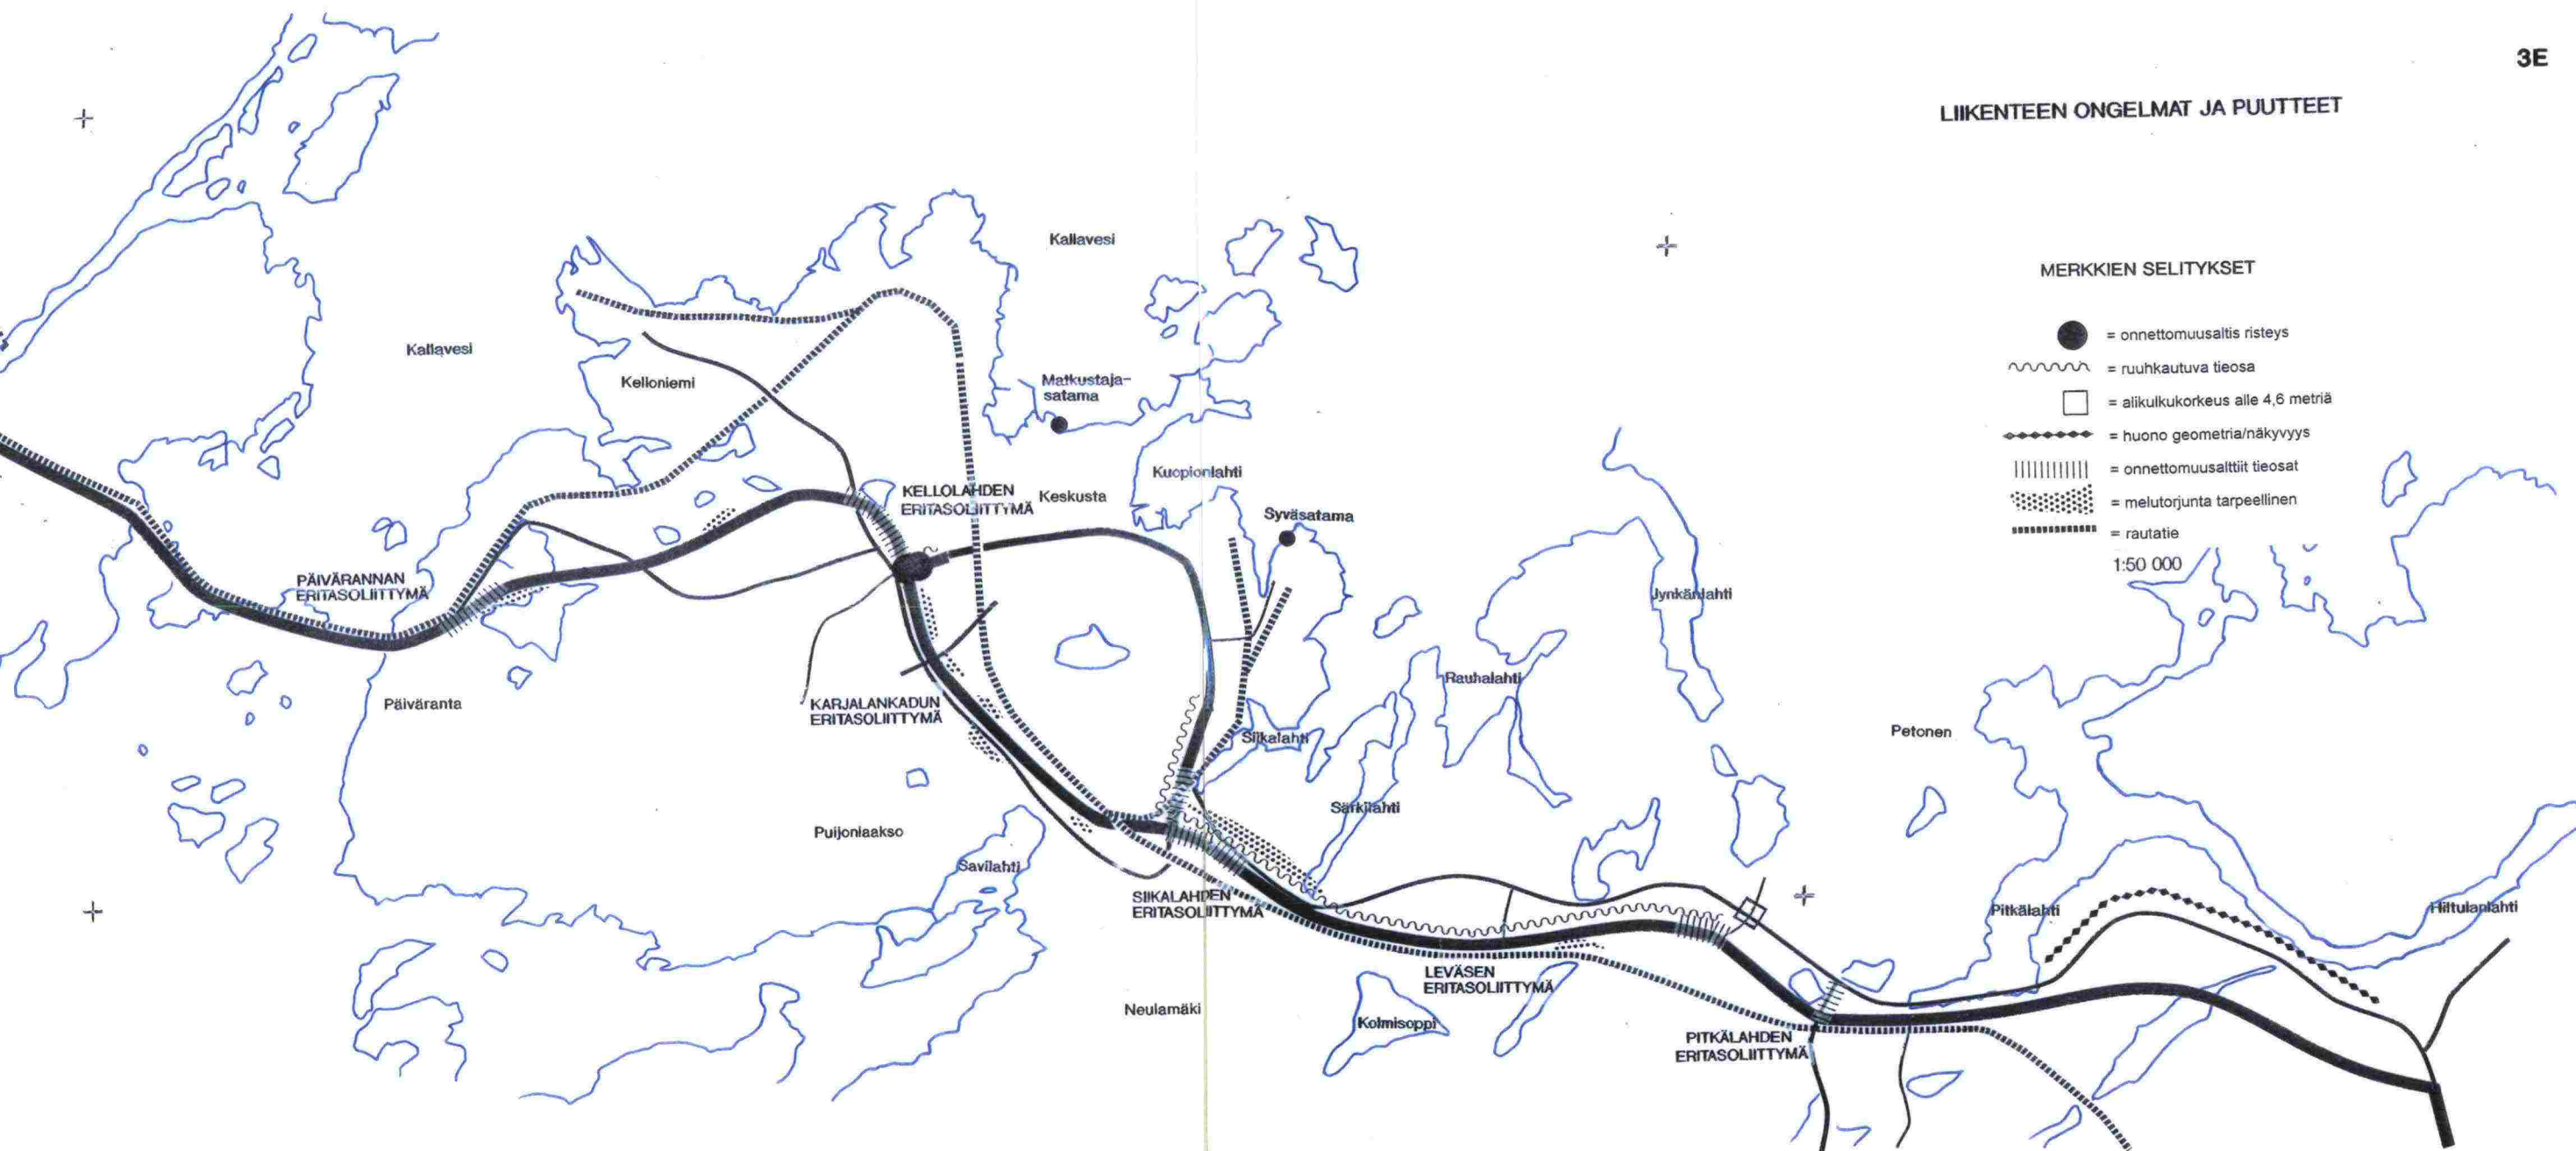 3E
LIIKENTEEN ONGELMAT JA PUUTTEET
MERKKIEN SELITYKSET
= onnettomuusaltis risteys
= ruuhkautuva tieosa
= alikulkukorkeus alle 4,6 metriä
= huono geometria/näkyvyys
= onnettomuusalttiit tieosat
= melutorjunta tarpeellinen
= rautatie
1:50 000
Kallavesi
Kallavesi
Kelloniemi
Matkustaja-
satama
Kuopionlahti
KELLOLAHDEN
ERITASOLIITTYMÄ
Keskusta
Syväsatama
PÄIVÄRANNAN
ERITASOLIITTYMÄ
Jynkänlahti
Rauhalahti
Päiväranta
KARJALANKADUN
ERITASOLIITTYMÄ
Siikalahti
Petonen
Särkilahti
Puijonlaakso
Savilahti
SIIKALAHDEN
ERITASOLIITTYMÄ
Pitkälahti
Hiltulanlahti
LEVÄSEN
ERITASOLIITTYMÄ
Neulamäki
Kolmisoppi
PITKÄLAHDEN
ERITASOLIITTYMÄ